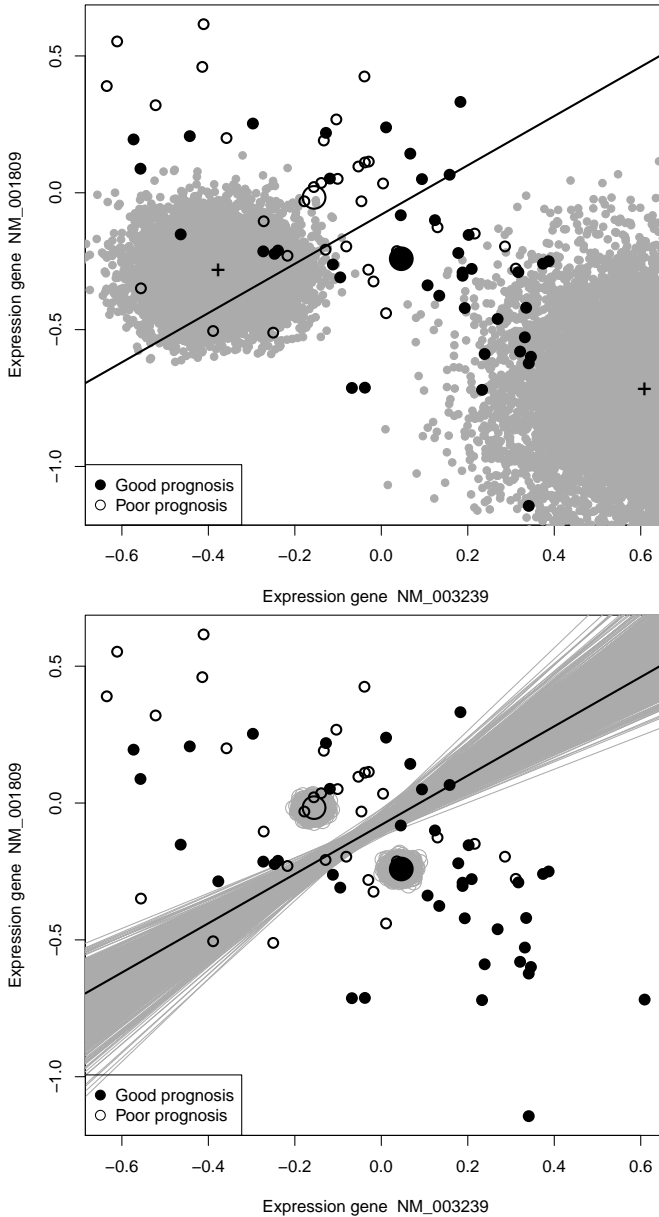 0.5
0.0
−0.5
−1.0
Expression gene NM_001809
Good prognosis
Poor prognosis
−0.6 −0.4 −0.2 0.0 0.2 0.4 0.6
Expression gene NM_003239
0.5
0.0
−0.5
−1.0
Expression gene NM_001809
Good prognosis
Poor prognosis
−0.6 −0.4 −0.2 0.0 0.2 0.4 0.6
Expression gene NM_003239